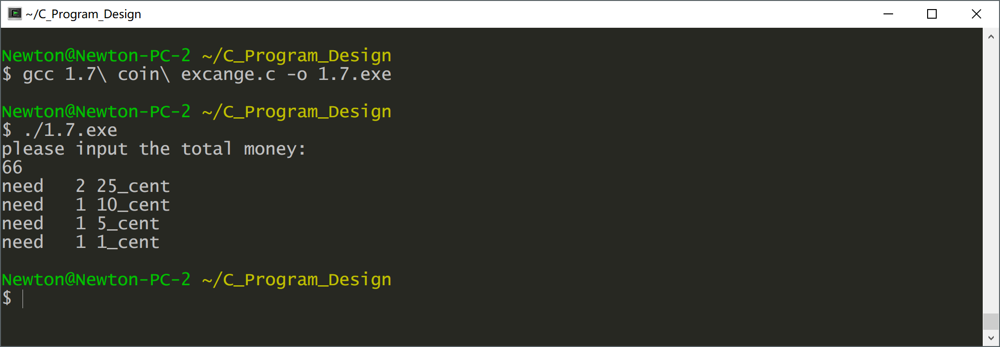 ~/C_Program_Design
Newton@Newton-PC-2 ~/C_Program_Design
$ gcc 1.7\ coin\ excange.c -o 1.7.exe
Newton@Newton-PC-2 ~/C_Program_Design
$ ./1.7.exe
please input the total money:
66
need   2 25_cent
need   1 10_cent
need   1 5_cent
need   1 1_cent
Newton@Newton-PC-2 ~/C_Program_Design
$